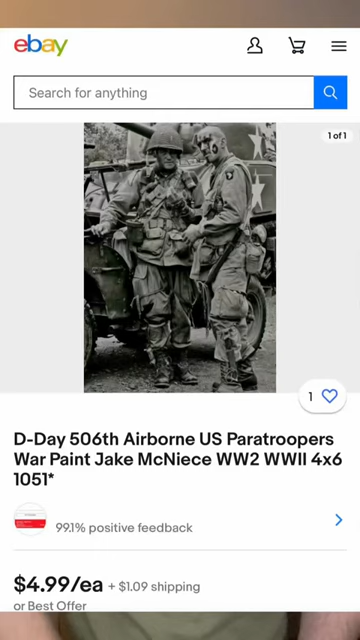 ebay
Search for anything
1 of 1
1
D-Day 506th Airborne US Paratroopers
War Paint Jake McNiece WW2 WWII 4x6
1051*
99.1% positive feedback
$4.99/ea + $1.09 shipping
or Best Offer